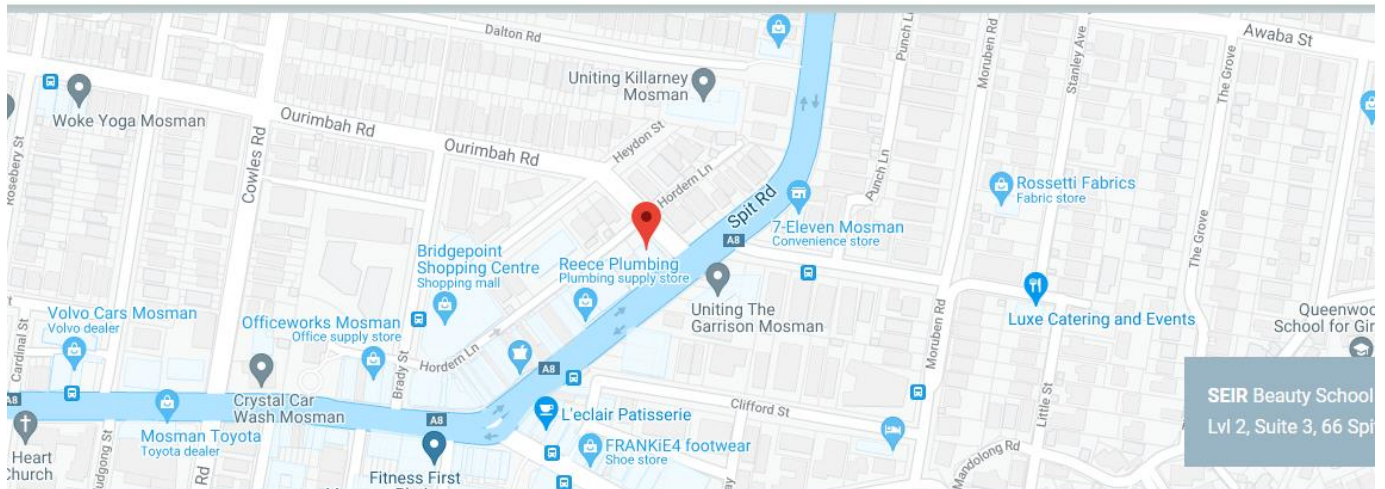 Dalton Rd
Punch Ln
Moruben Rd
Stanley Ave
Awaba St
The Grove
Uniting Killarney
Mosman
Woke Yoga Mosman
Rosebery St
Cowles Rd
Ourimbah Rd
Ourimbah Rd
Heydon St
Hordern Ln
Spit Rd
Punch Ln
Rossetti Fabrics
Fabric store
7-Eleven Mosman
Convenience store
A8
The Grove
Bridgepoint
Shopping Centre
Shopping mall
Reece Plumbing
Plumbing supply store
Uniting The
Garrison Mosman
Luxe Catering and Events
Queenwoo
School for Gir
Volvo Cars Mosman
Volvo dealer
Officeworks Mosman
Office supply store
Cardinal St
Hordern Ln
Brady St
Moruben Rd
Little St
A8
A8
A8
Crystal Car
Wash Mosman
Clifford St
L'eclair Patisserie
Mosman Toyota
Toyota dealer
FRANKiE4 footwear
Shoe store
Mandolong Rd
Heart
Church
udgong St
Rd
Fitness First
SEIR Beauty School
Lvl 2, Suite 3, 66 Spi